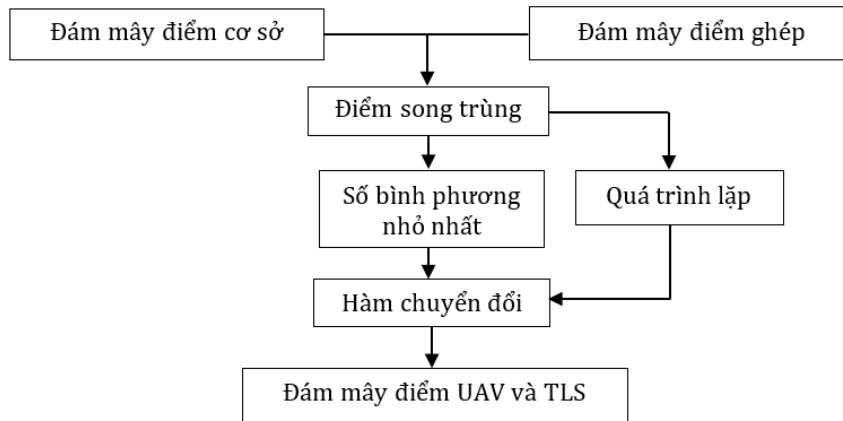 Đám mây điểm cơ sở
Đám mây điểm ghép
Điểm song trùng
Số bình phương
nhỏ nhất
Quá trình lặp
Hàm chuyển đổi
Đám mây điểm UAV và TLS